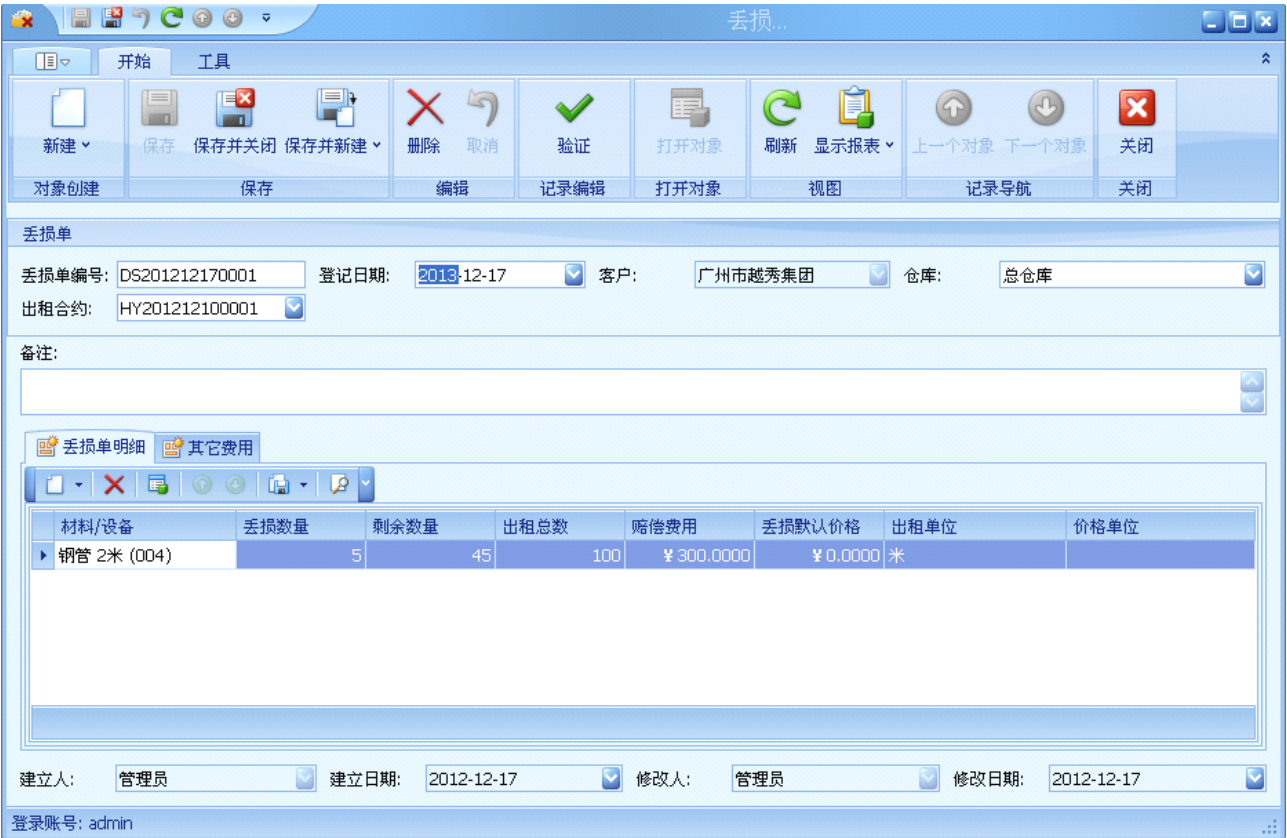 丢损...
开始 工具
新建 保存 保存并关闭 保存并新建 删除 取消 验证 打开对象 刷新 显示报表 上一个对象 下一个对象 关闭
对象创建 保存 编辑 记录编辑 打开对象 视图 记录导航 关闭
丢损单
丢损单编号: DS201212170001 登记日期: 2013-12-17 客户: 广州市越秀集团 仓库: 总仓库
出租合约: HY201212100001
备注:
丢损单明细 其它费用
材料/设备 丢损数量 剩余数量 出租总数 赔偿费用 丢损默认价格 出租单位 价格单位
钢管 2米 (004) 5 45 100 ¥300.0000 ¥0.0000 米
建立人: 管理员 建立日期: 2012-12-17 修改人: 管理员 修改日期: 2012-12-17
登录账号: admin